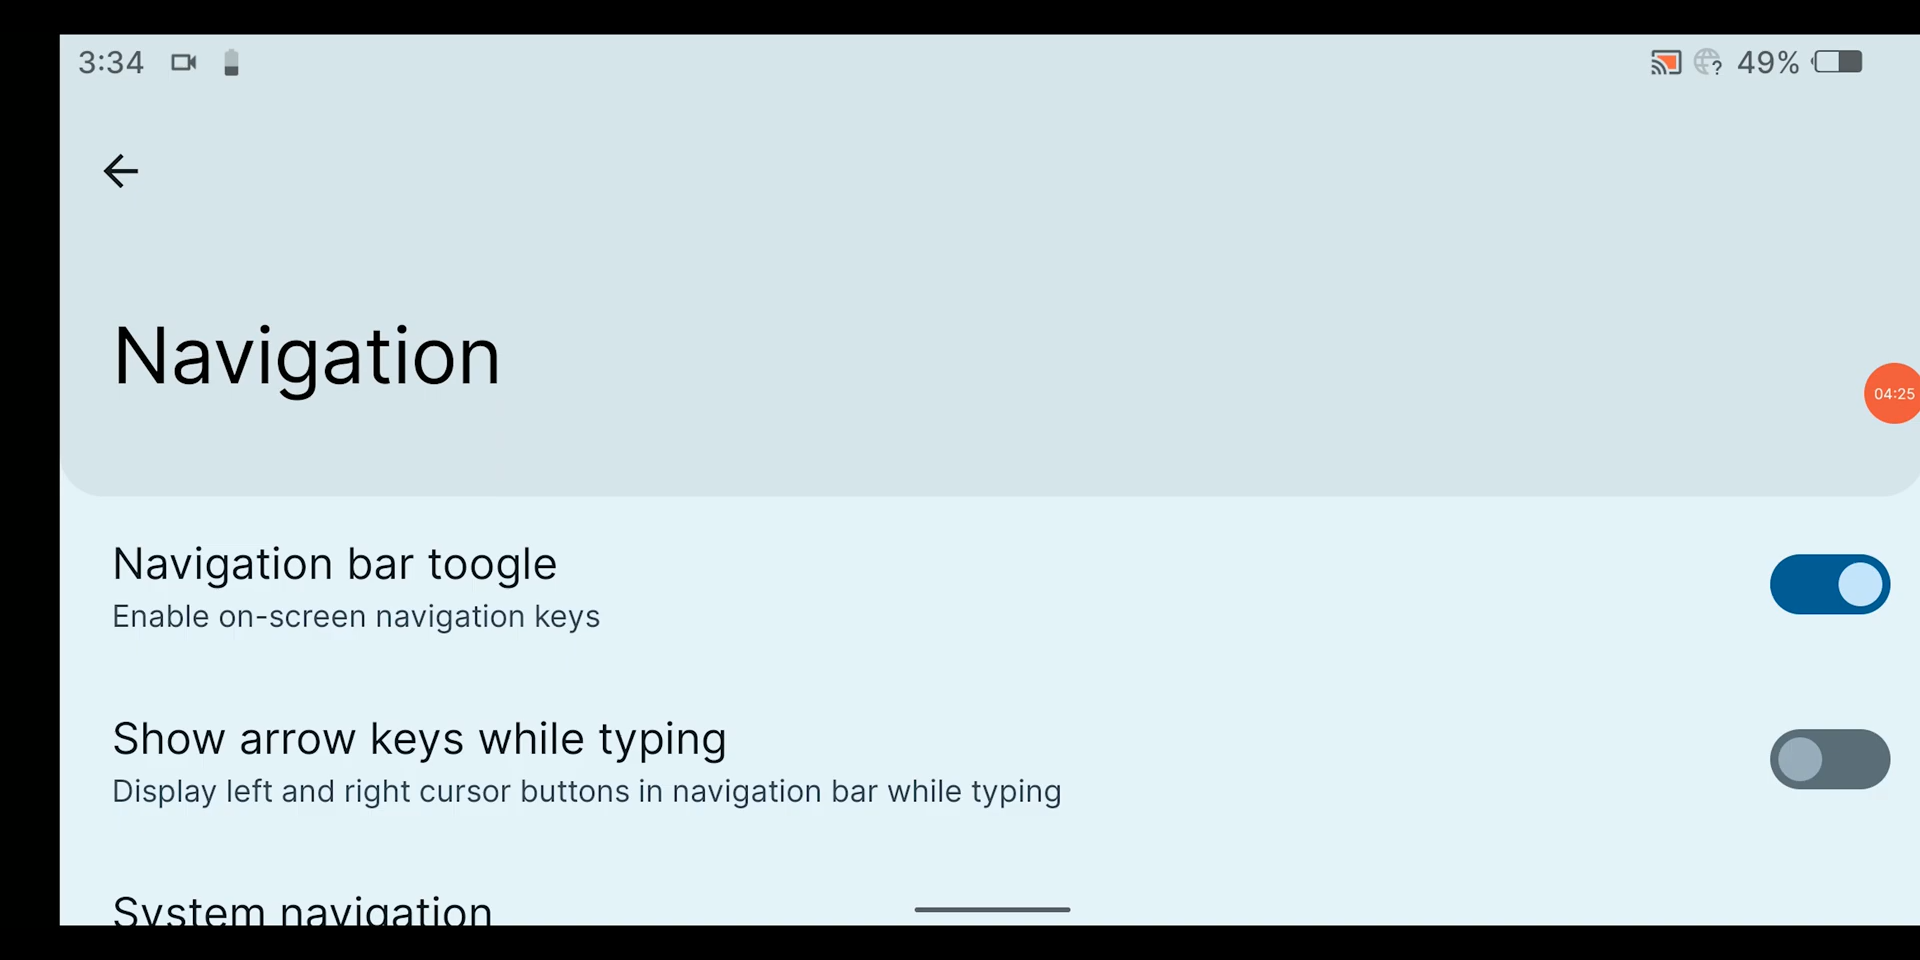 3:34
49%
Navigation
04:25
Navigation bar toogle
Enable on-screen navigation keys
Show arrow keys while typing
Display left and right cursor buttons in navigation bar while typing
System navigation